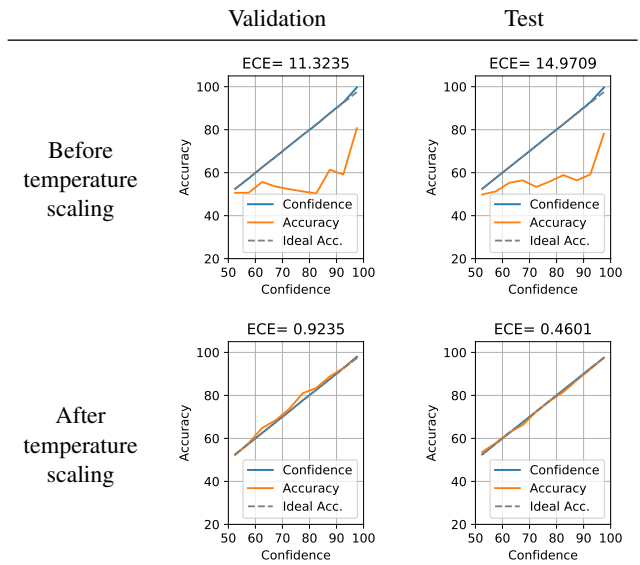 Validation
Test
Before
temperature
scaling
ECE= 11.3235
100
80
60
40
20
Accuracy
50 60 70 80 90 100
Confidence
Confidence
Accuracy
Ideal Acc.
ECE= 14.9709
100
80
60
40
20
Accuracy
50 60 70 80 90 100
Confidence
Confidence
Accuracy
Ideal Acc.
After
temperature
scaling
ECE= 0.9235
100
80
60
40
20
Accuracy
50 60 70 80 90 100
Confidence
Confidence
Accuracy
Ideal Acc.
ECE= 0.4601
100
80
60
40
20
Accuracy
50 60 70 80 90 100
Confidence
Confidence
Accuracy
Ideal Acc.